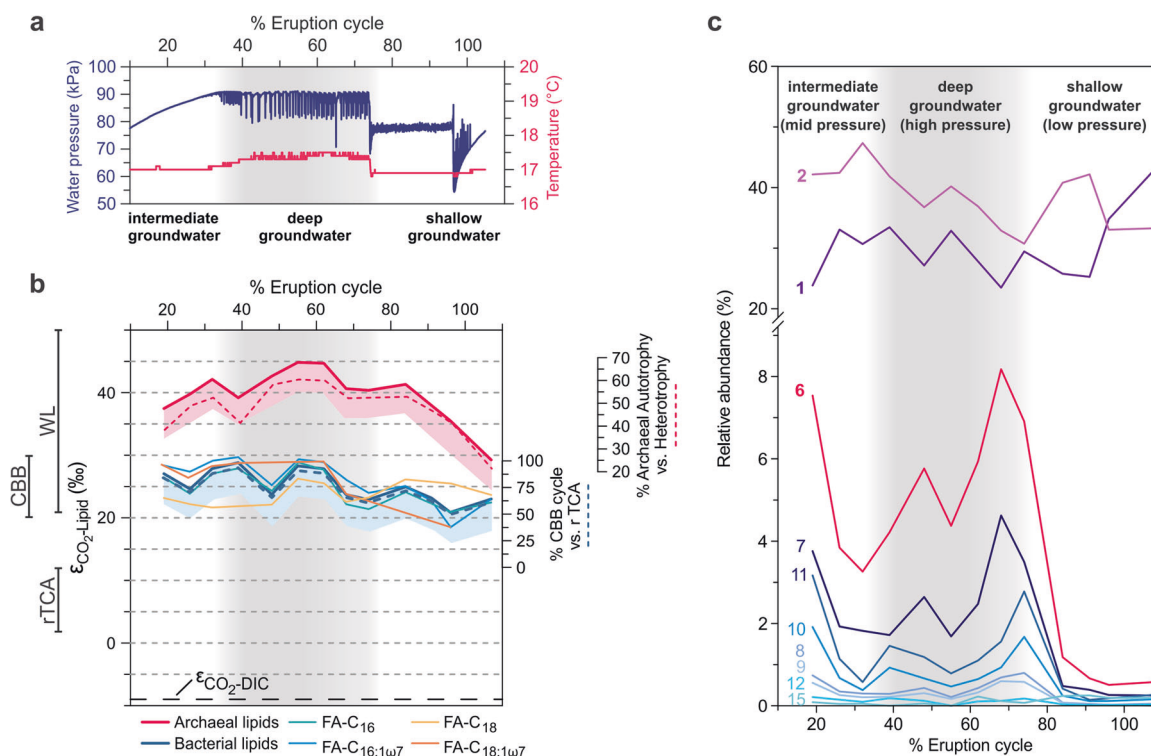 a
% Eruption cycle
20 40 60 80 100
Water pressure (kPa)
100
90
80
70
60
50
20
19
18
17
16
Temperature (°C)
intermediate groundwater
deep groundwater
shallow groundwater
b
% Eruption cycle
20 40 60 80 100
WL
CBB
rTCA
εCO₂-Lipid (‰)
40
20
0
70
60
50
40
30
20
% Archaeal Autotrophy
vs. Heterotrophy
100
75
50
25
0
% CBB cycle
vs. rTCA
εCO₂-DIC
Archaeal lipids
Bacterial lipids
FA-C₁₆
FA-C₁₆:₁ω₇
FA-C₁₈
FA-C₁₈:₁ω₇
c
60
40
20
8
6
4
2
0
Relative abundance (%)
intermediate
groundwater
(mid pressure)
deep
groundwater
(high pressure)
shallow
groundwater
(low pressure)
2
1
6
7
11
10
8
9
12
15
20 40 60 80 100
% Eruption cycle